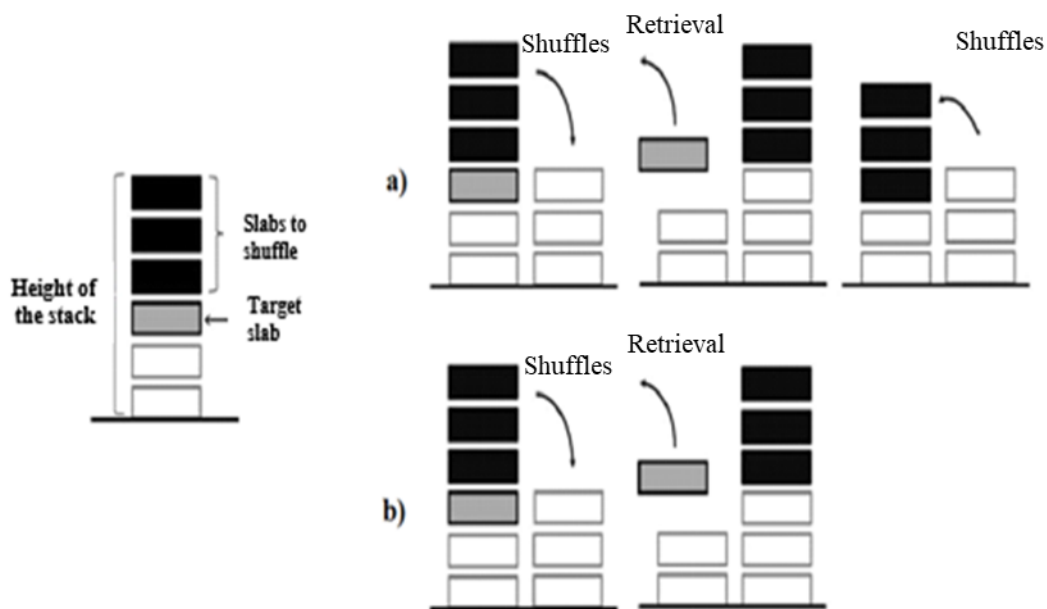 Height of
the stack
Slabs to
shuffle
Target
slab
a)
Shuffles
Retrieval
Shuffles
b)
Shuffles
Retrieval